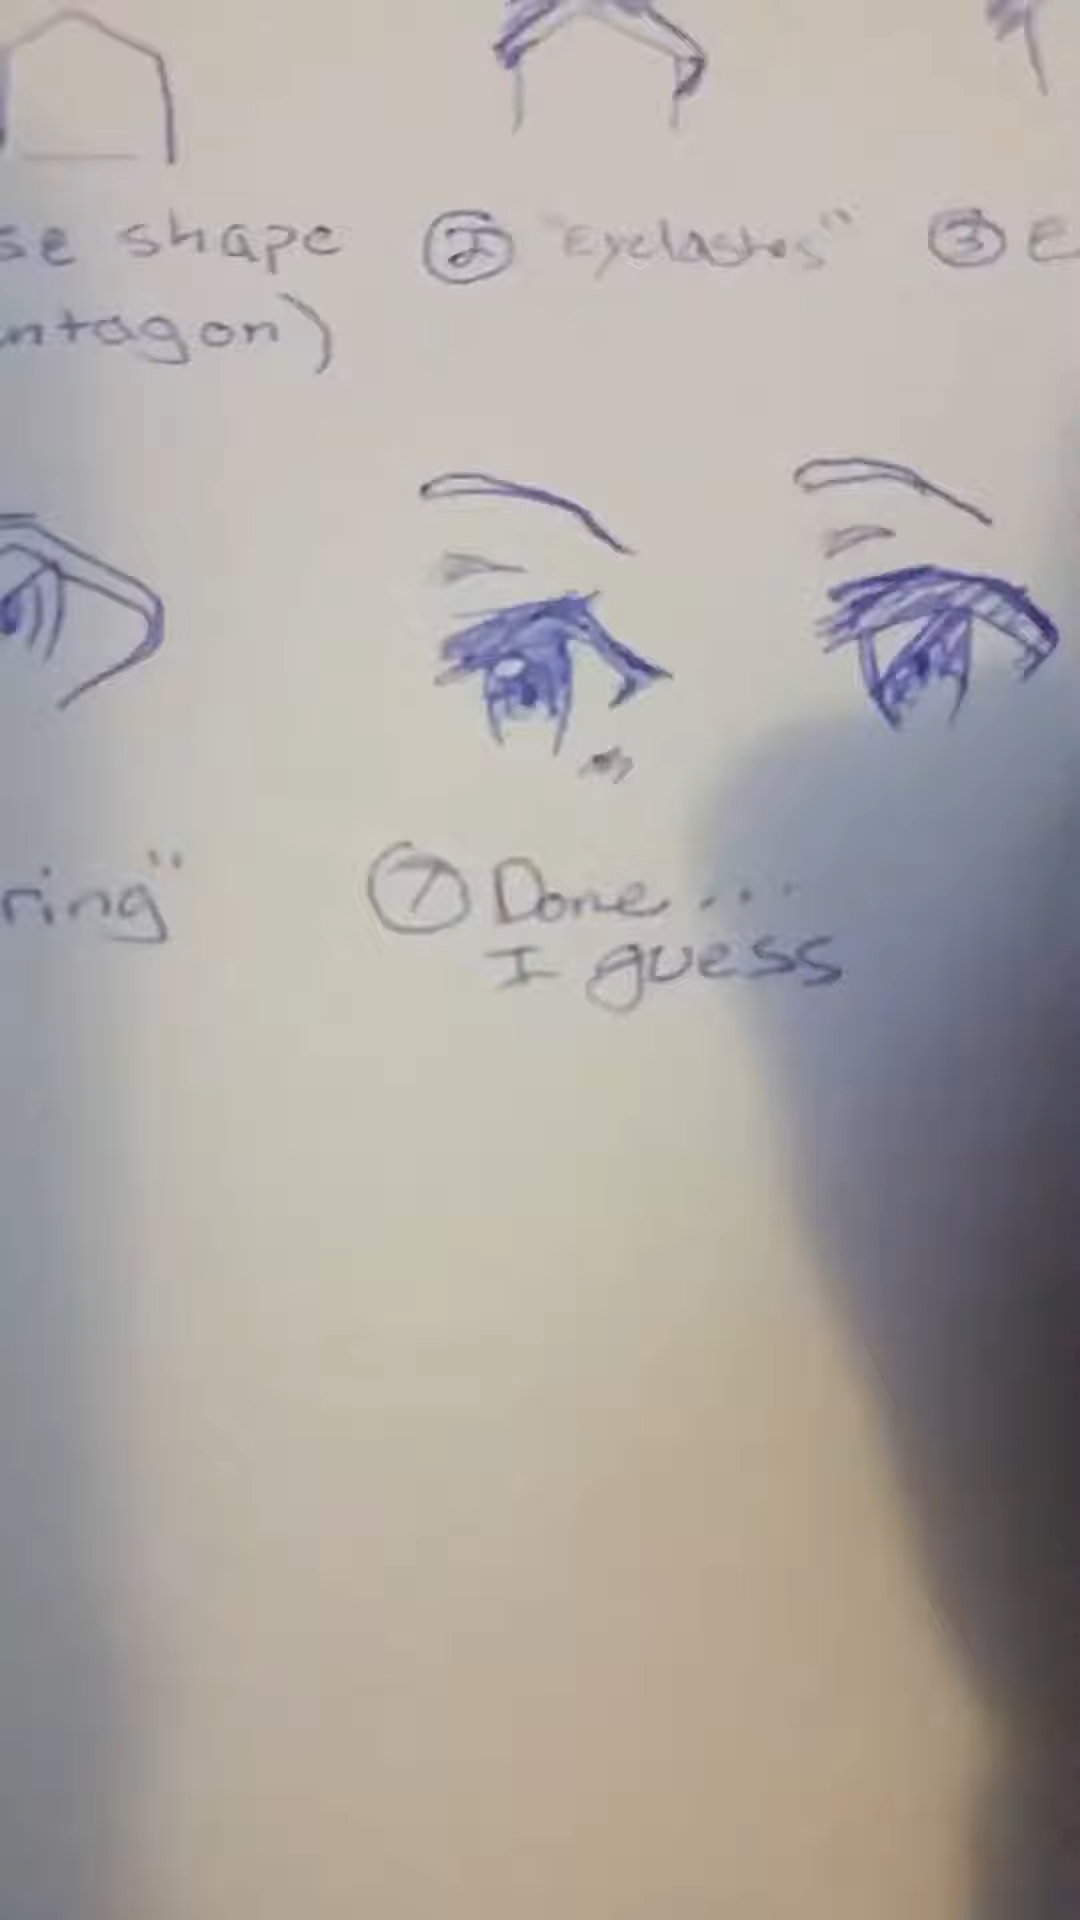 se shape
ntagon)
② "Eyelashes"
③ E
ring"
⑦ Done...
I guess